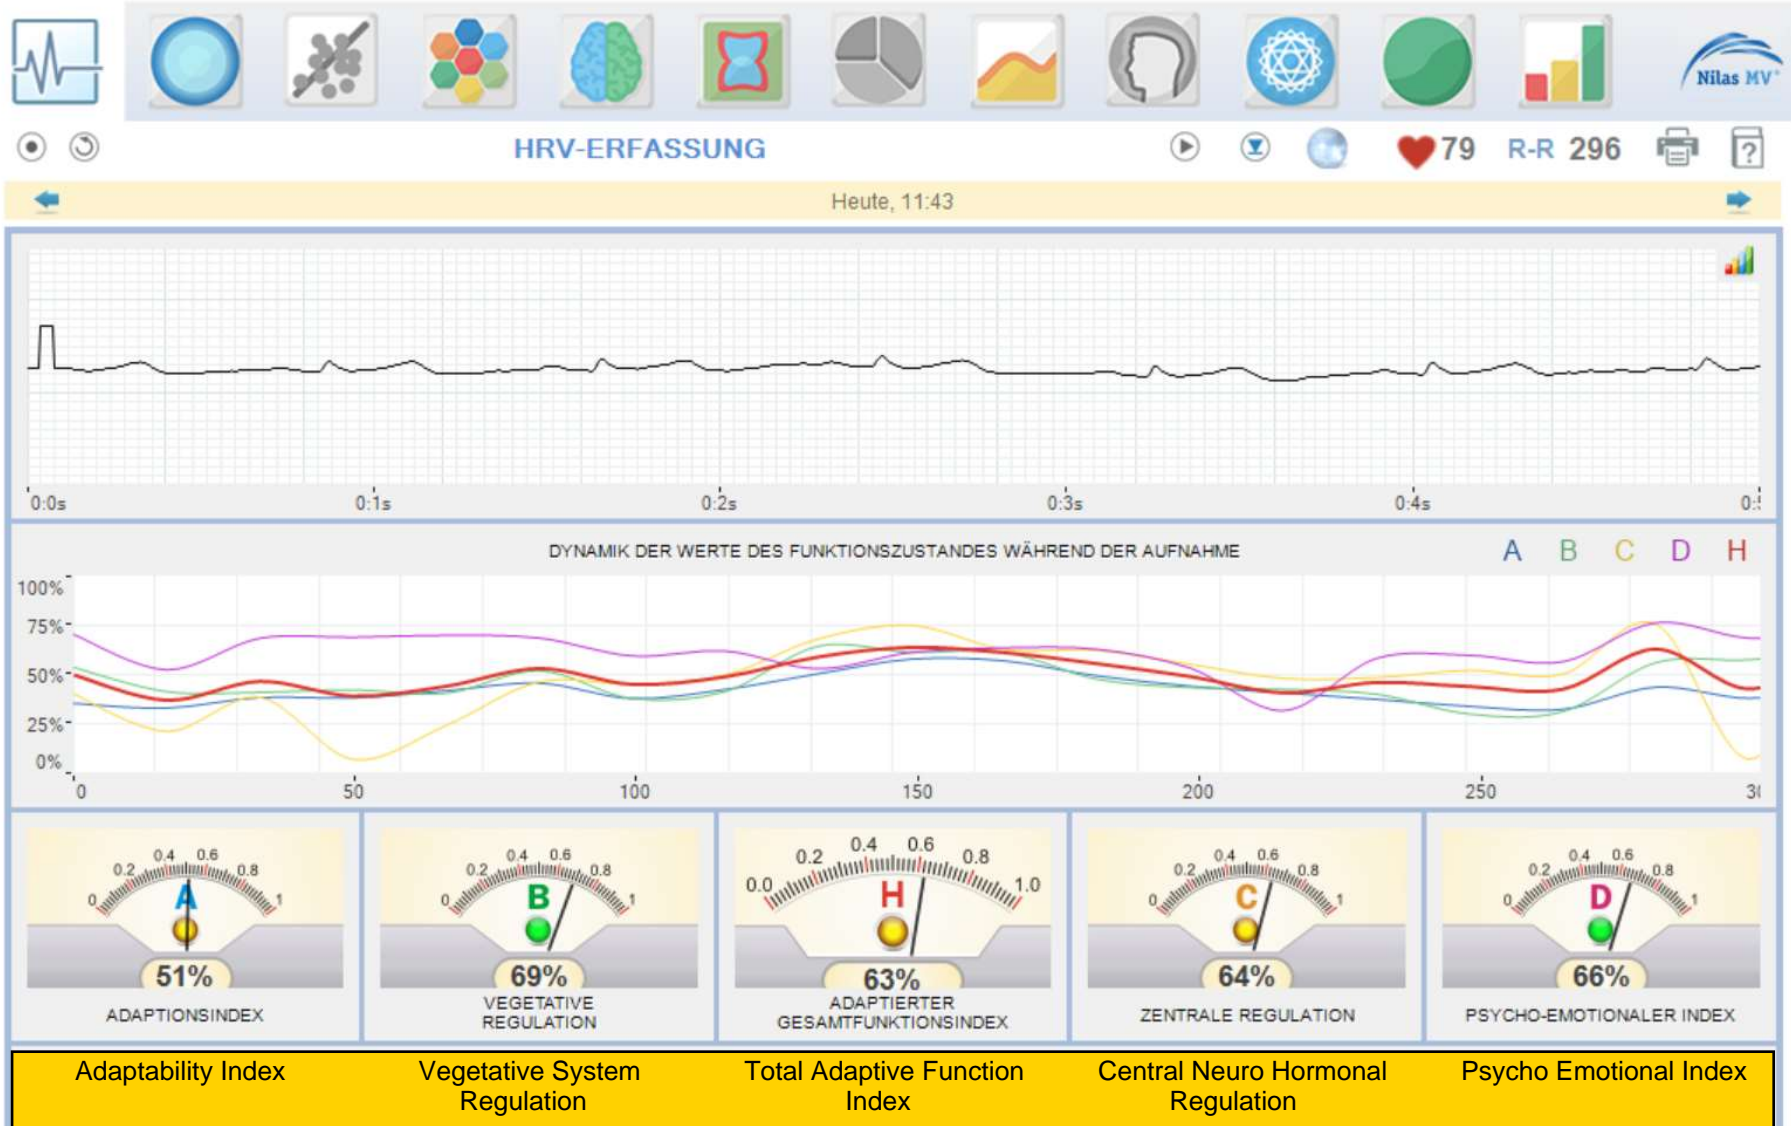 Nilas MV®
HRV-ERFASSUNG
79 R-R 296
?
Heute, 11:43
0:0s 0:1s 0:2s 0:3s 0:4s
DYNAMIK DER WERTE DES FUNKTIONSZUSTANDES WÄHREND DER AUFNAHME A B C D H
100%
75%
50%
25%
0%
0 50 100 150 200 250
0 0.2 0.4 0.6 0.8 1
A
51%
ADAPTIONSINDEX
0 0.2 0.4 0.6 0.8 1
B
69%
VEGETATIVE
REGULATION
0.0 0.2 0.4 0.6 0.8 1.0
H
63%
ADAPTIERTER
GESAMTFUNKTIONSINDEX
0 0.2 0.4 0.6 0.8 1
C
64%
ZENTRALE REGULATION
0 0.2 0.4 0.6 0.8 1
D
66%
PSYCHO-EMOTIONALER INDEX
Adaptability Index
Vegetative System
Regulation
Total Adaptive Function
Index
Central Neuro Hormonal
Regulation
Psycho Emotional Index